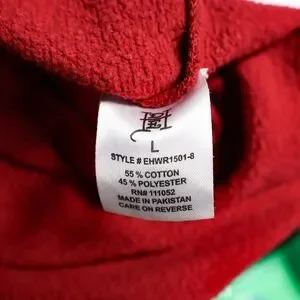 L
STYLE # EHWR1501-8
55 % COTTON
45 % POLYESTER
RN# 111052
MADE IN PAKISTAN
CARE ON REVERSE